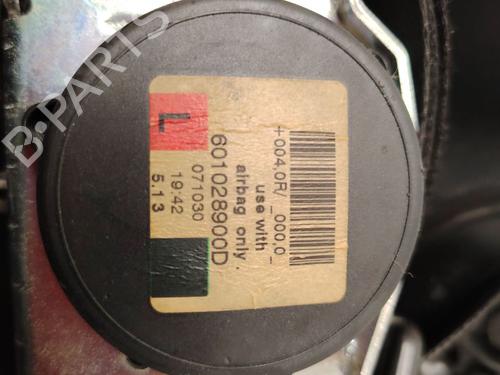 B-PARTS
+004,0R/ _000,0_
use with
airbag only.
601028900D
071030
19:42
5.13
L